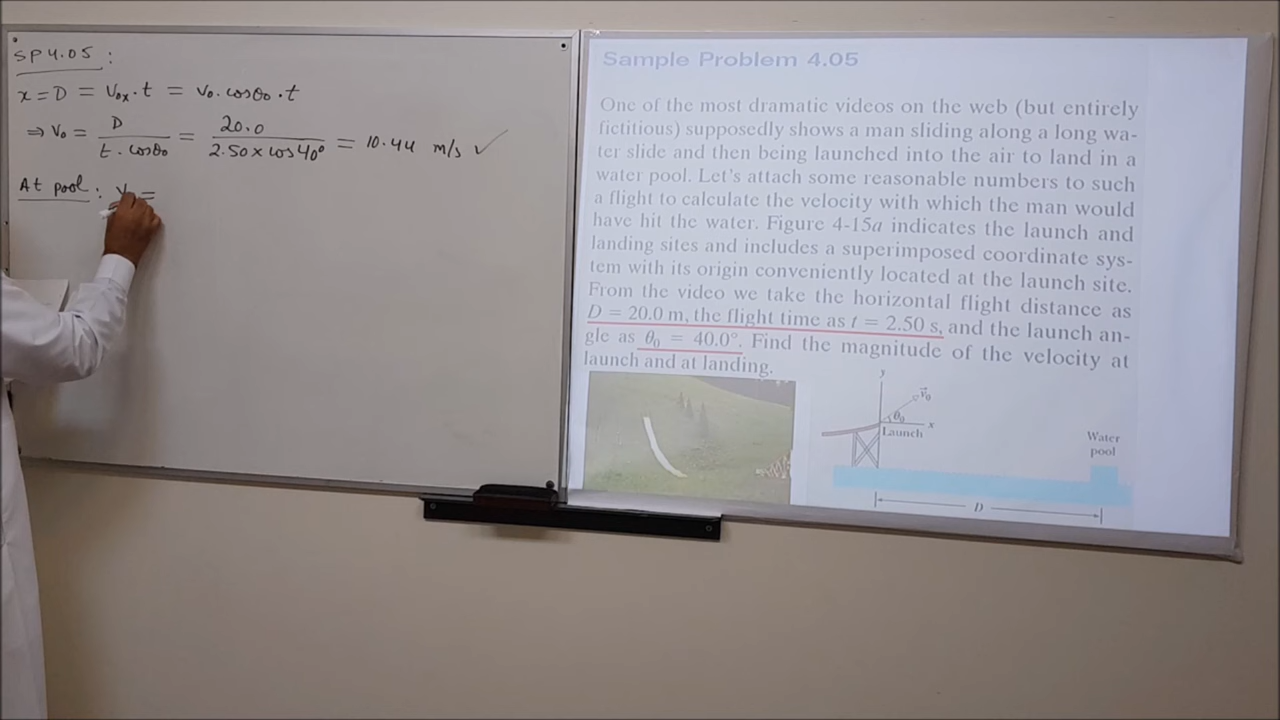 SP4.05 :
x = D = V₀ₓ · t = V₀ · cosθ₀ · t
⇒ V₀ = D / t · cosθ₀ = 20.0 / 2.50 x cos40° = 10.44 m/s ✓
At pool : V =
Sample Problem 4.05
One of the most dramatic videos on the web (but entirely
fictitious) supposedly shows a man sliding along a long wa-
ter slide and then being launched into the air to land in a
water pool. Let's attach some reasonable numbers to such
a flight to calculate the velocity with which the man would
have hit the water. Figure 4-15a indicates the launch and
landing sites and includes a superimposed coordinate sys-
tem with its origin conveniently located at the launch site.
From the video we take the horizontal flight distance as
D = 20.0 m, the flight time as t = 2.50 s, and the launch an-
gle as θ₀ = 40.0°. Find the magnitude of the velocity at
launch and at landing.
y
v⃗₀
θ₀
x
Launch
Water
pool
D